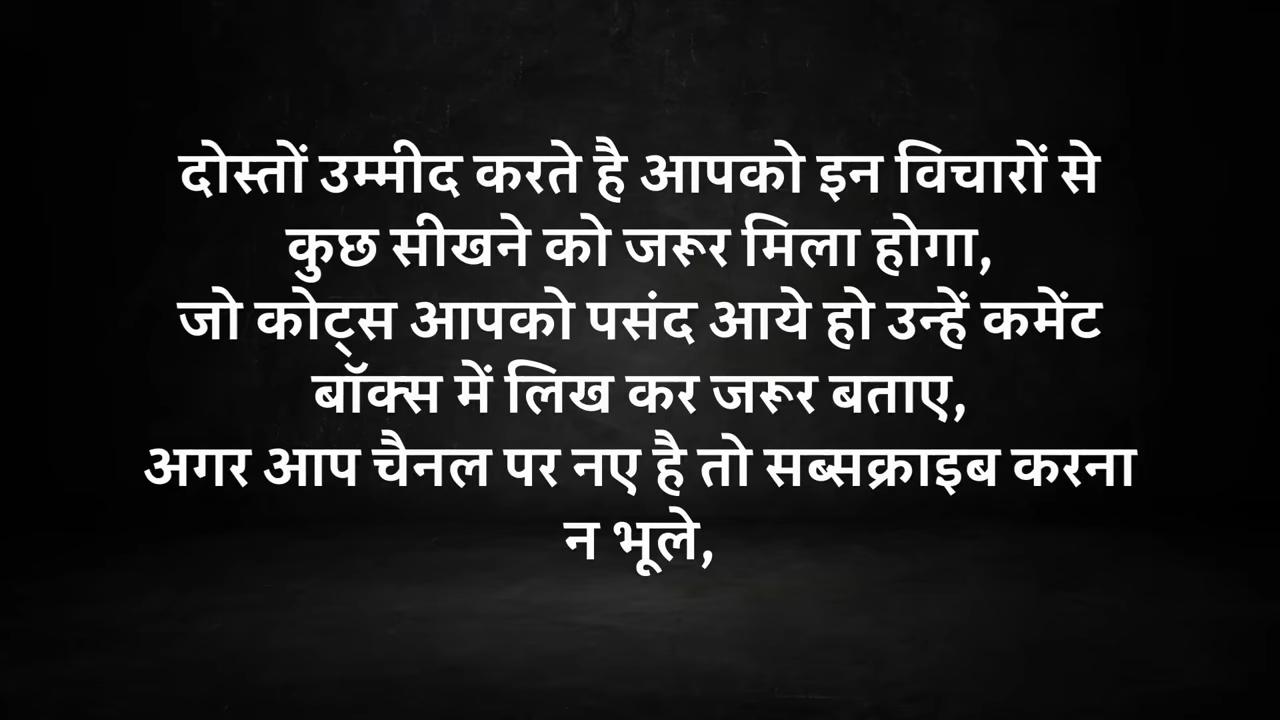 दोस्तों उम्मीद करते है आपको इन विचारों से
कुछ सीखने को जरूर मिला होगा,
जो कोट्स आपको पसंद आये हो उन्हें कमेंट
बॉक्स में लिख कर जरूर बताए,
अगर आप चैनल पर नए है तो सब्सक्राइब करना
न भूले,